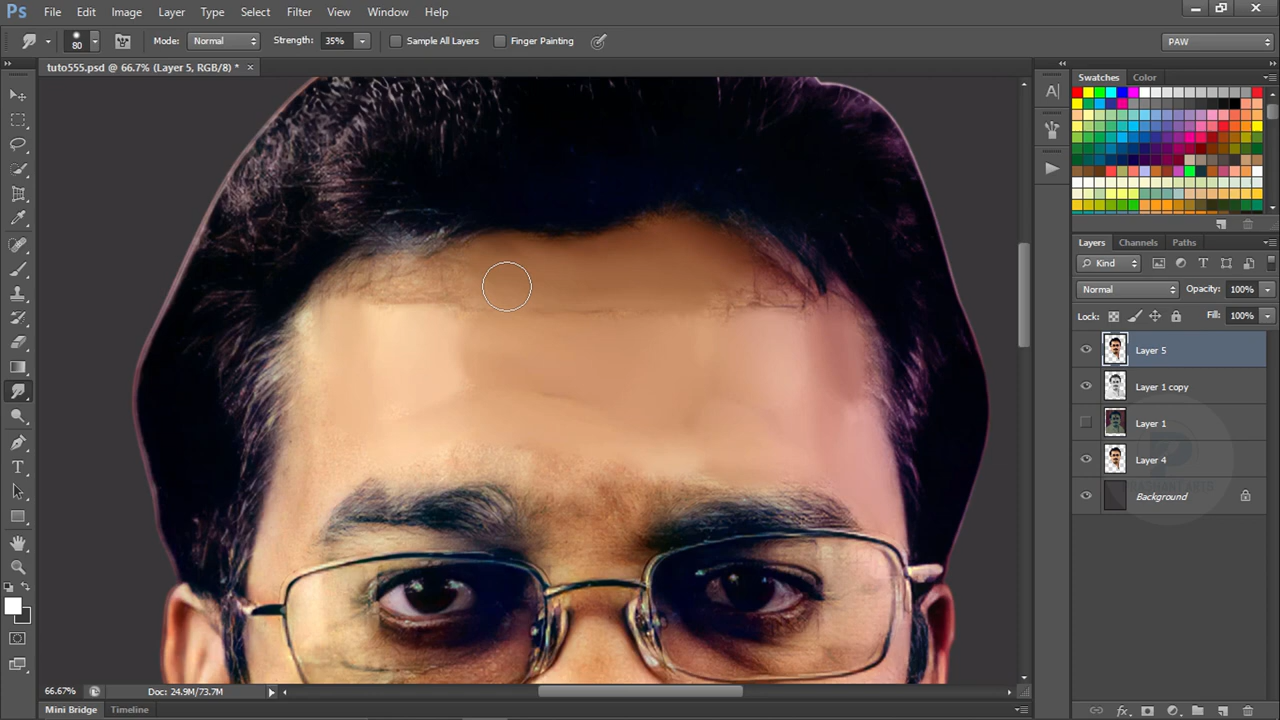 Ps File Edit Image Layer Type Select Filter View Window Help
80 Mode: Normal Strength: 35% Sample All Layers Finger Painting PAW
tuto555.psd @ 66.7% (Layer 5, RGB/8) * ×
Swatches Color
Layers Channels Paths
Kind
Normal Opacity: 100%
Lock: Fill: 100%
Layer 5
Layer 1 copy
Layer 1
Layer 4
Background
66.67% Doc: 24.9M/73.7M
Mini Bridge Timeline